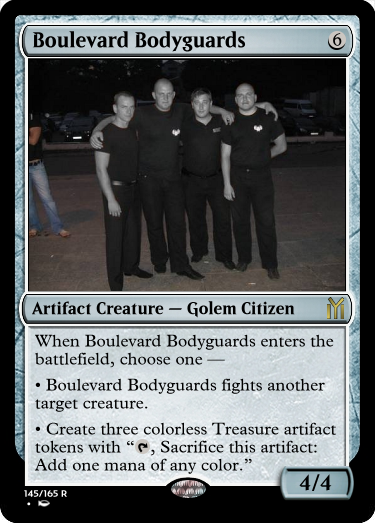 Boulevard Bodyguards 6
Artifact Creature — Golem Citizen
When Boulevard Bodyguards enters the
battlefield, choose one —
• Boulevard Bodyguards fights another
target creature.
• Create three colorless Treasure artifact
tokens with “, Sacrifice this artifact:
Add one mana of any color.”
4/4
145/165 R